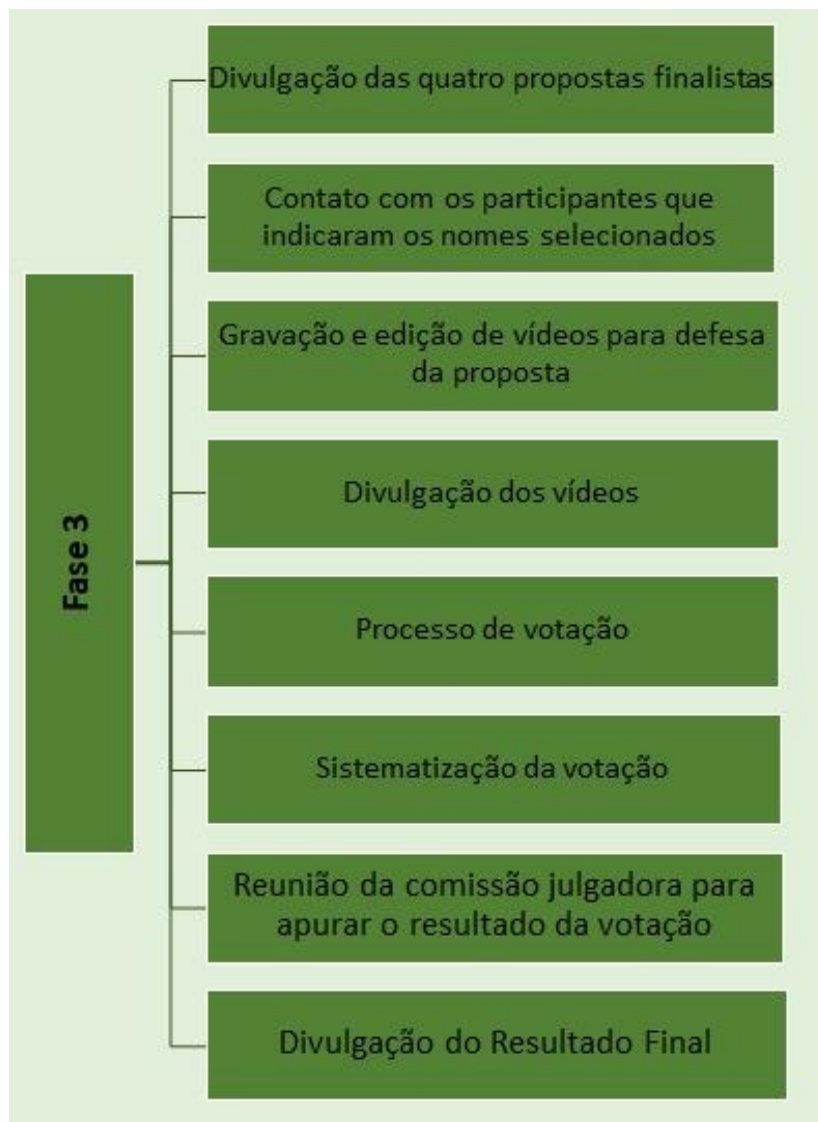 Fase 3
Divulgação das quatro propostas finalistas
Contato com os participantes que
indicaram os nomes selecionados
Gravação e edição de vídeos para defesa
da proposta
Divulgação dos vídeos
Processo de votação
Sistematização da votação
Reunião da comissão julgadora para
apurar o resultado da votação
Divulgação do Resultado Final